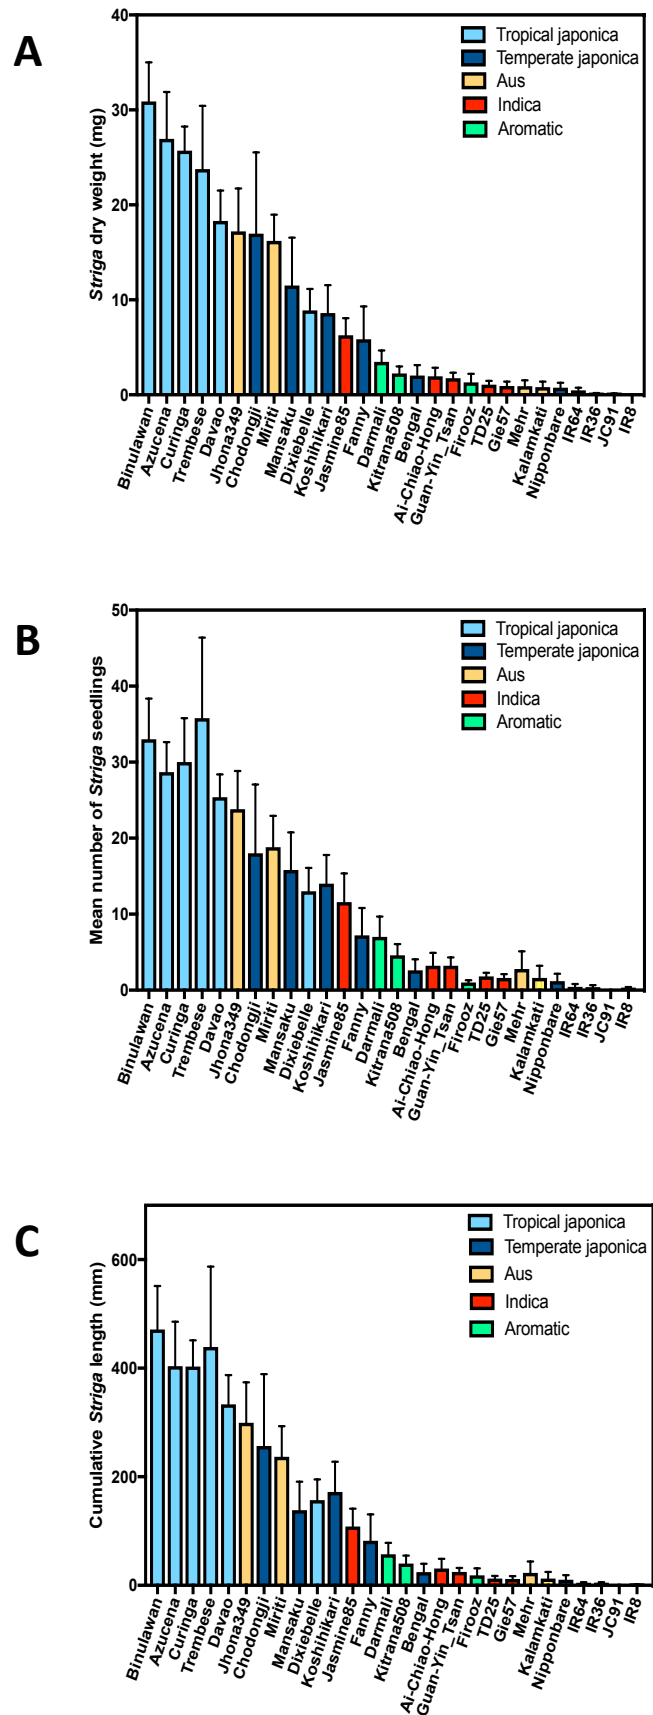 A
Striga dry weight (mg)
40
30
20
10
0
Tropical japonica
Temperate japonica
Aus
Indica
Aromatic
Binulawan
Azucena
Curinga
Trembese
Davao
Jhona349
Chodongji
Miriti
Mansaku
Dixiebelle
Koshihikari
Jasmine85
Fanny
Darmali
Kitrana508
Bengal
Ai-Chiao-Hong
Guan-Yin_Tsan
Firooz
TD25
Gie57
Mehr
Kalamkati
Nipponbare
IR64
IR36
JC91
IR8
B
Mean number of Striga seedlings
50
40
30
20
10
0
Tropical japonica
Temperate japonica
Aus
Indica
Aromatic
Binulawan
Azucena
Curinga
Trembese
Davao
Jhona349
Chodongji
Miriti
Mansaku
Dixiebelle
Koshihikari
Jasmine85
Fanny
Darmali
Kitrana508
Bengal
Ai-Chiao-Hong
Guan-Yin_Tsan
Firooz
TD25
Gie57
Mehr
Kalamkati
Nipponbare
IR64
IR36
JC91
IR8
C
Cumulative Striga length (mm)
600
400
200
0
Tropical japonica
Temperate japonica
Aus
Indica
Aromatic
Binulawan
Azucena
Curinga
Trembese
Davao
Jhona349
Chodongji
Miriti
Mansaku
Dixiebelle
Koshihikari
Jasmine85
Fanny
Darmali
Kitrana508
Bengal
Ai-Chiao-Hong
Guan-Yin_Tsan
Firooz
TD25
Gie57
Mehr
Kalamkati
Nipponbare
IR64
IR36
JC91
IR8